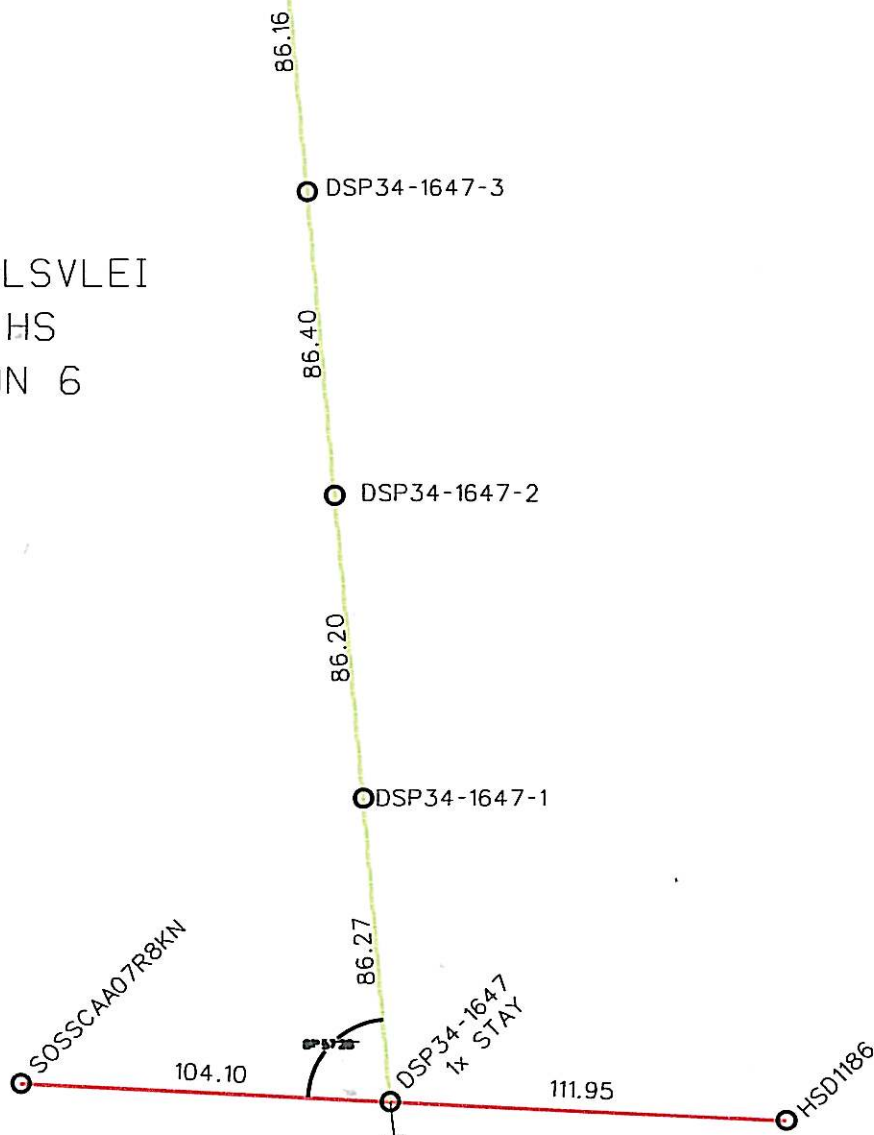 86.16
DSP34-1647-3
LSVLEI
HS
86.40
N 6
DSP34-1647-2
86.20
DSP34-1647-1
86.27
SOSSCAA07R8KN
DSP34-1647
1x STAY
104.10
111.95
HSD1186